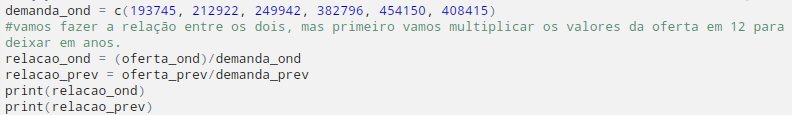 demanda_ond = c(193745, 212922, 249942, 382796, 454150, 408415)
#vamos fazer a relação entre os dois, mas primeiro vamos multiplicar os valores da oferta em 12 para
deixar em anos.
relacao_ond = (oferta_ond)/demanda_ond
relacao_prev = oferta_prev/demanda_prev
print(relacao_ond)
print(relacao_prev)